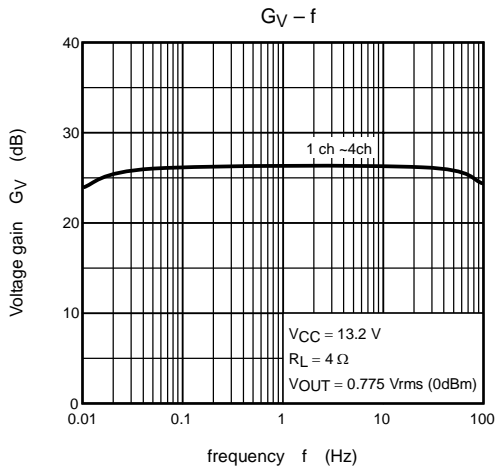 GV – f
40
30
20
10
0
Voltage gain GV (dB)
1 ch ~4ch
VCC = 13.2 V
RL = 4 Ω
VOUT = 0.775 Vrms (0dBm)
0.01 0.1 1 10 100
frequency f (Hz)